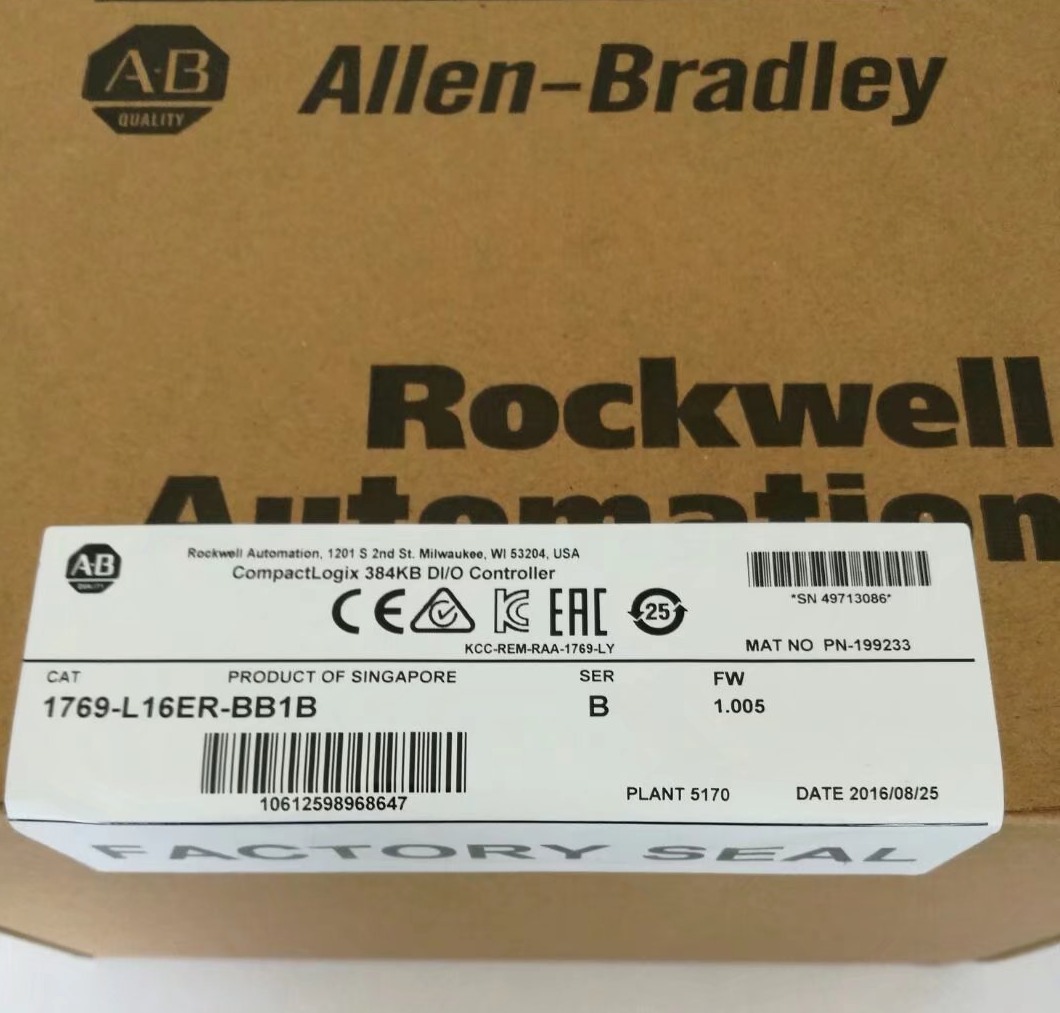 A·B
QUALITY
Allen-Bradley
Rockwell
Automation
A·B
QUALITY
Rockwell Automation, 1201 S 2nd St. Milwaukee, WI 53204, USA
CompactLogix 384KB DI/O Controller
*SN 49713086*
CE KC EAC 25
KCC-REM-RAA-1769-LY
MAT NO PN-199233
CAT PRODUCT OF SINGAPORE SER FW
1769-L16ER-BB1B B 1.005
10612598968647
PLANT 5170 DATE 2016/08/25
FACTORY SEAL